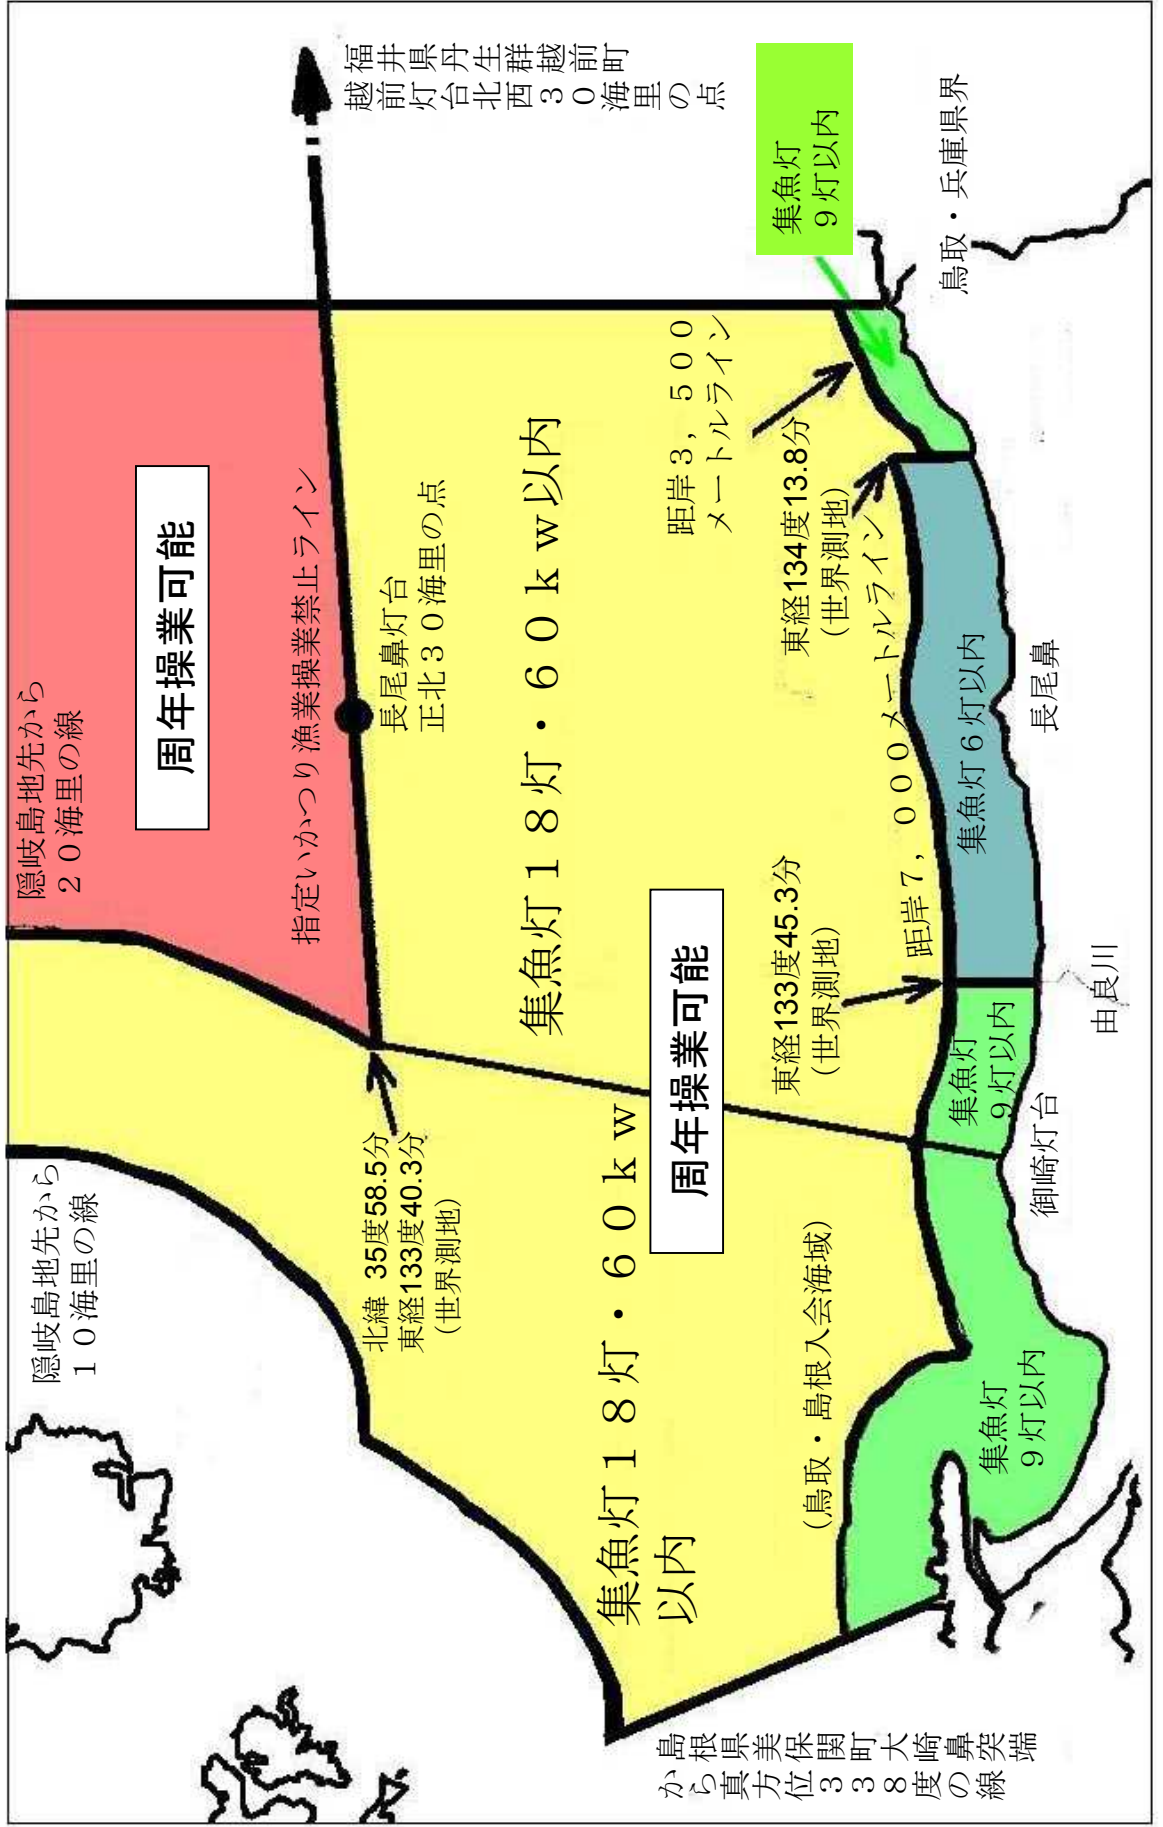 隠岐島地先から
１０海里の線
隠岐島地先から
２０海里の線
周年操業可能
指定いかつり漁業操業禁止ライン
福井県丹生群越前町
越前灯台北西３０海里の点
長尾鼻灯台
正北３０海里の点
北緯 35度58.5分
東経133度40.3分
(世界測地)
集魚灯１８灯・６０ｋｗ以内
集魚灯１８灯・６０ｋｗ
以内
周年操業可能
距岸３，５００
メートルライン
集魚灯
９灯以内
東経134度13.8分
(世界測地)
東経133度45.3分
(世界測地)
(鳥取・島根入会海域)
距岸７，０００メートルライン
鳥取・兵庫県界
集魚灯
９灯以内
集魚灯
９灯以内
集魚灯６灯以内
御崎灯台
由良川
長尾鼻
島根県美保関町大崎鼻突端
から真方位３３８度の線